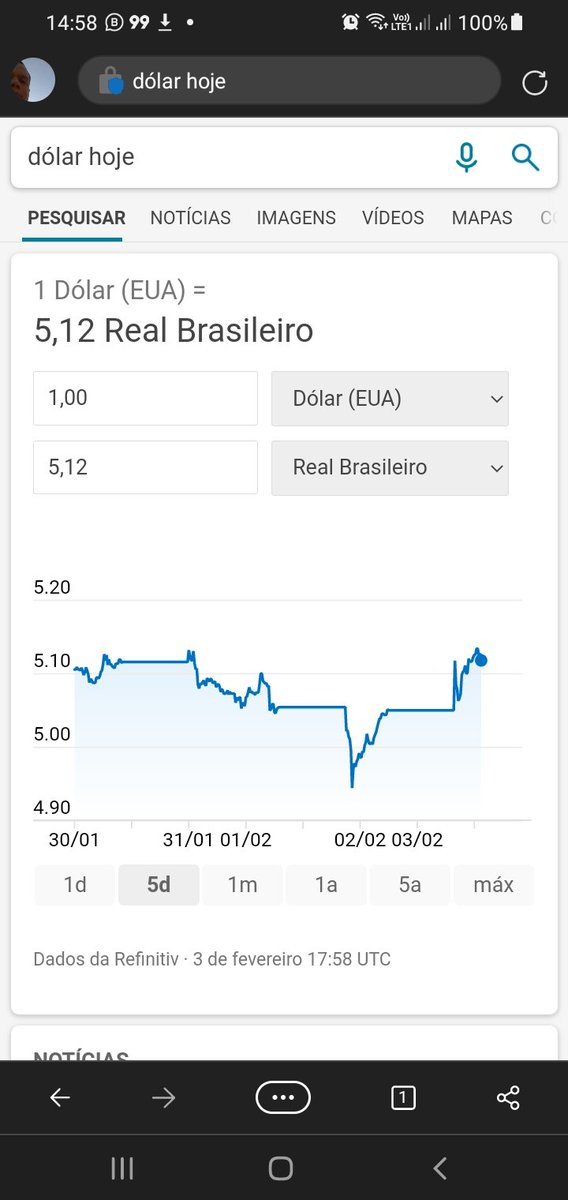 14:58 B 99 Vo) LTE1 100%
dólar hoje
dólar hoje
PESQUISAR NOTÍCIAS IMAGENS VÍDEOS MAPAS
1 Dólar (EUA) =
5,12 Real Brasileiro
1,00 Dólar (EUA)
5,12 Real Brasileiro
5.20
5.10
5.00
4.90
30/01 31/01 01/02 02/02 03/02
1d 5d 1m 1a 5a máx
Dados da Refinitiv · 3 de fevereiro 17:58 UTC
NOTÍCIAS
1